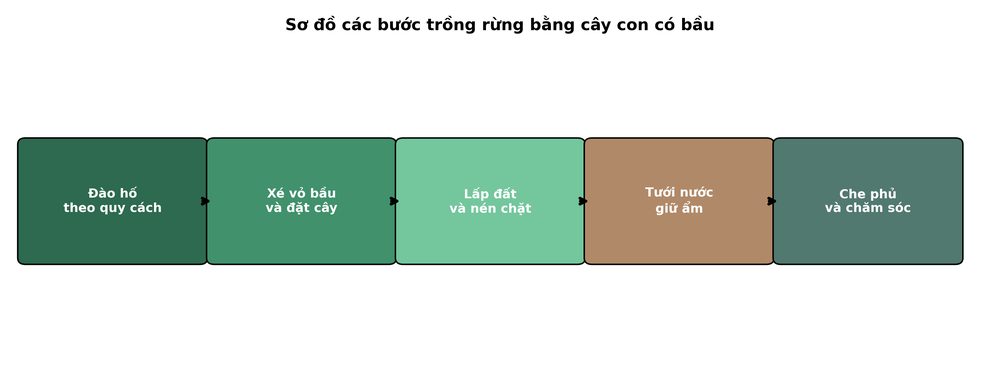 Sơ đồ các bước trồng rừng bằng cây con có bầu
Đào hố
theo quy cách
Xé vỏ bầu
và đặt cây
Lấp đất
và nén chặt
Tưới nước
giữ ẩm
Che phủ
và chăm sóc